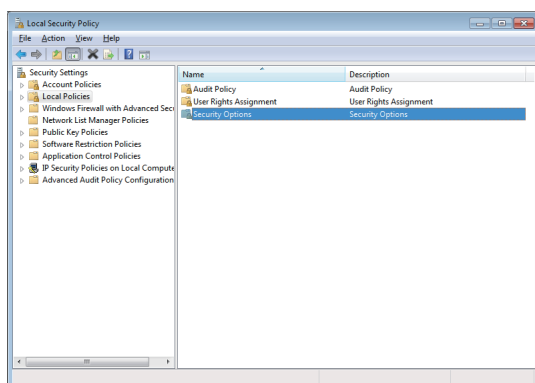 Local Security Policy
File Action View Help
Security Settings
Account Policies
Local Policies
Windows Firewall with Advanced Secu
Network List Manager Policies
Public Key Policies
Software Restriction Policies
Application Control Policies
IP Security Policies on Local Compute
Advanced Audit Policy Configuration
Name Description
Audit Policy Audit Policy
User Rights Assignment User Rights Assignment
Security Options Security Options